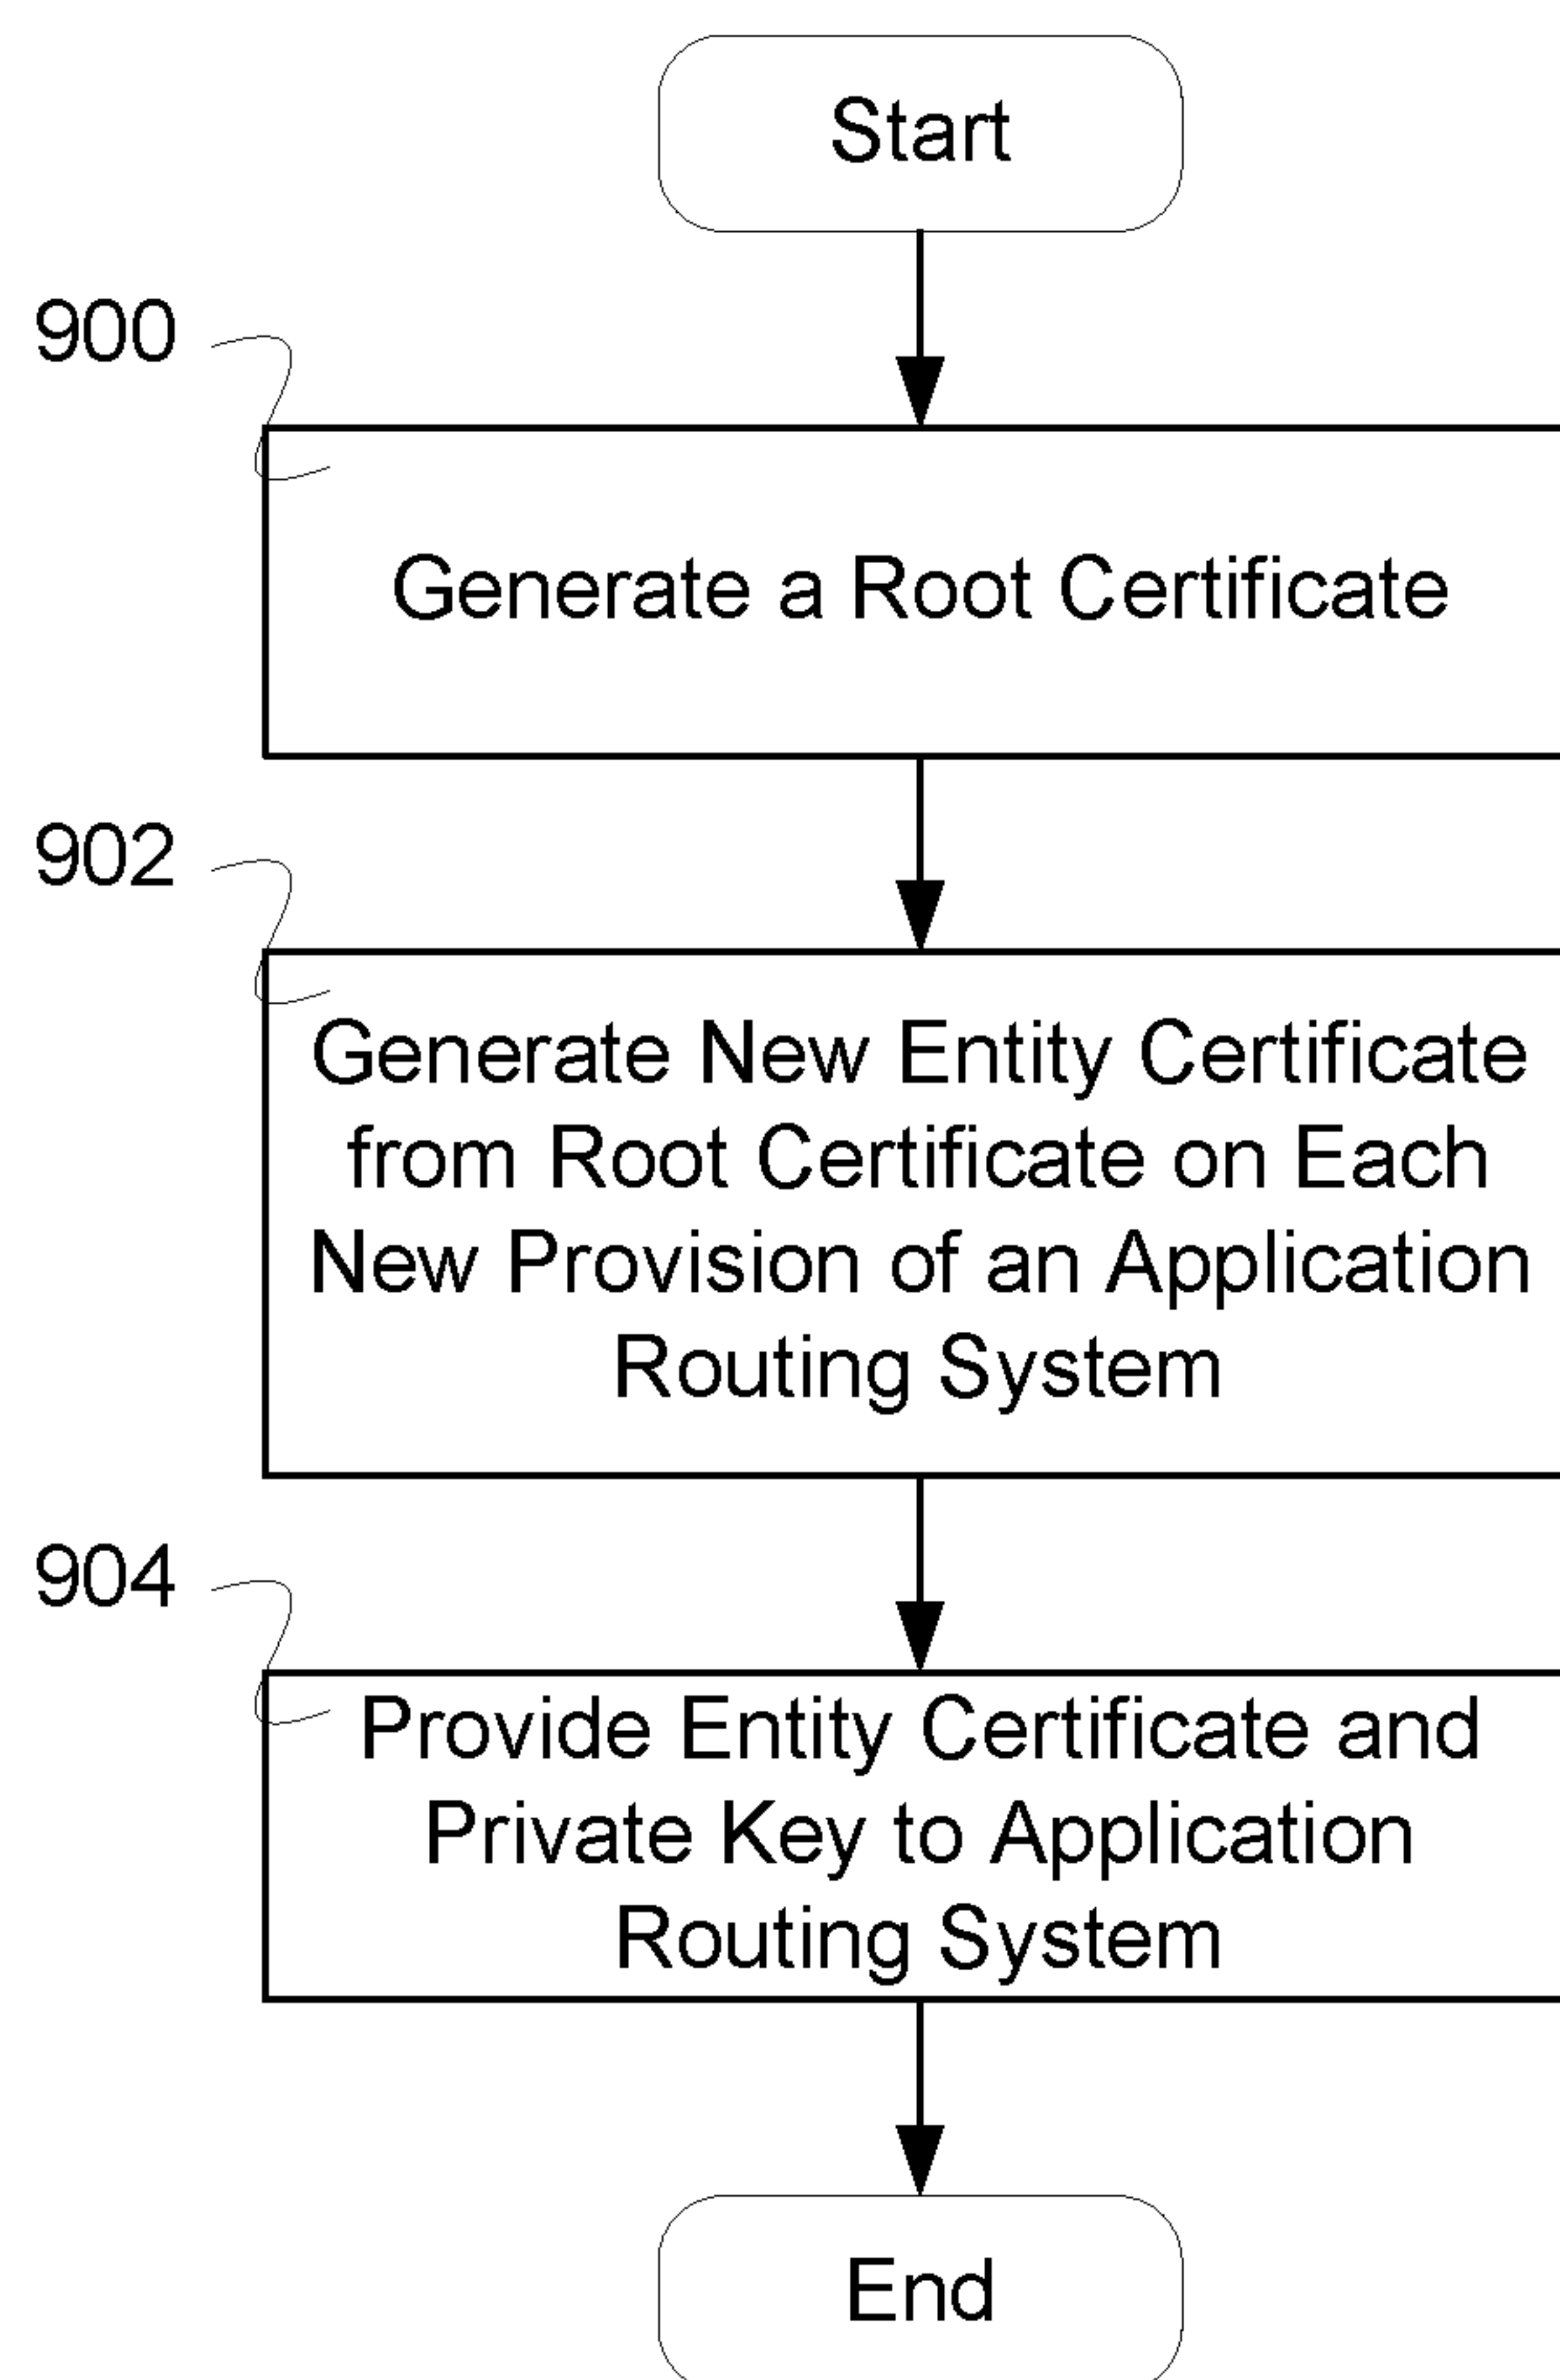 Start
900
Generate a Root Certificate
902
Generate New Entity Certificate
from Root Certificate on Each
New Provision of an Application
Routing System
904
Provide Entity Certificate and
Private Key to Application
Routing System
End